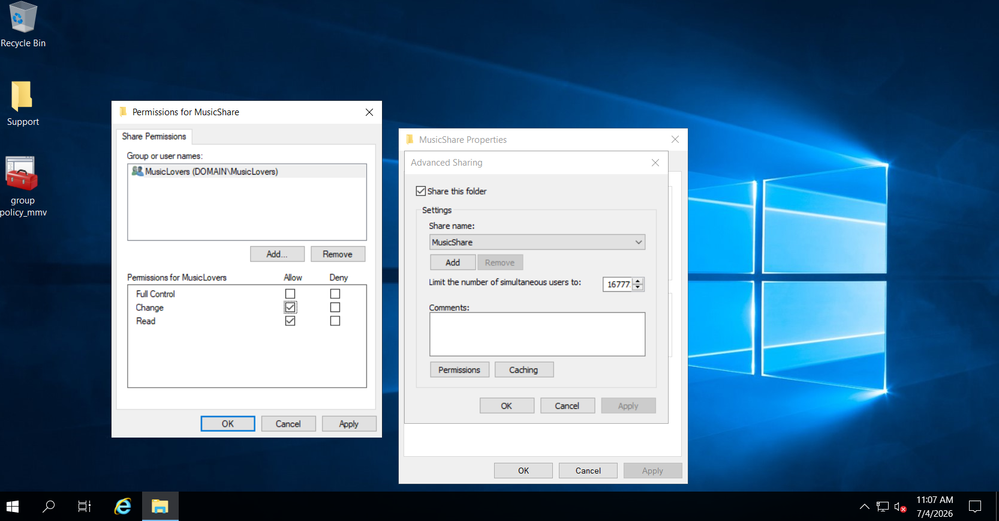 Recycle Bin
Support
group
policy_mmv
Permissions for MusicShare
Share Permissions
Group or user names:
MusicLovers (DOMAIN\MusicLovers)
Add...
Remove
Permissions for MusicLovers
Allow
Deny
Full Control
Change
Read
OK
Cancel
Apply
MusicShare Properties
Advanced Sharing
Share this folder
Settings
Share name:
MusicShare
Add
Remove
Limit the number of simultaneous users to:
16777
Comments:
Permissions
Caching
OK
Cancel
Apply
OK
Cancel
Apply
11:07 AM
7/4/2026